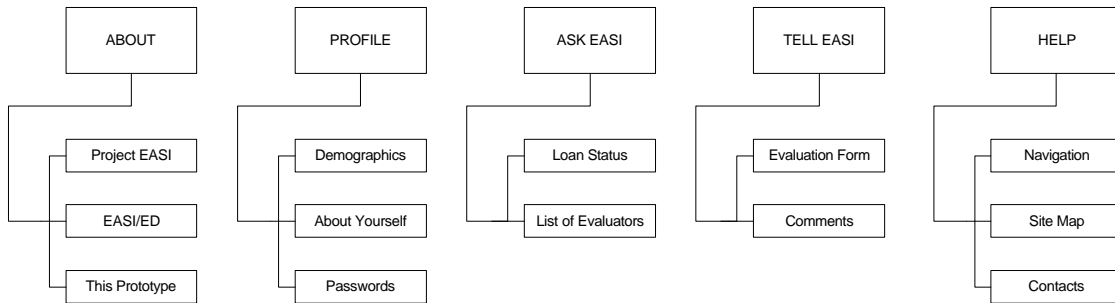 ABOUT
PROFILE
ASK EASI
TELL EASI
HELP
Project EASI
Demographics
Loan Status
Evaluation Form
Navigation
EASI/ED
About Yourself
List of Evaluators
Comments
Site Map
This Prototype
Passwords
Contacts